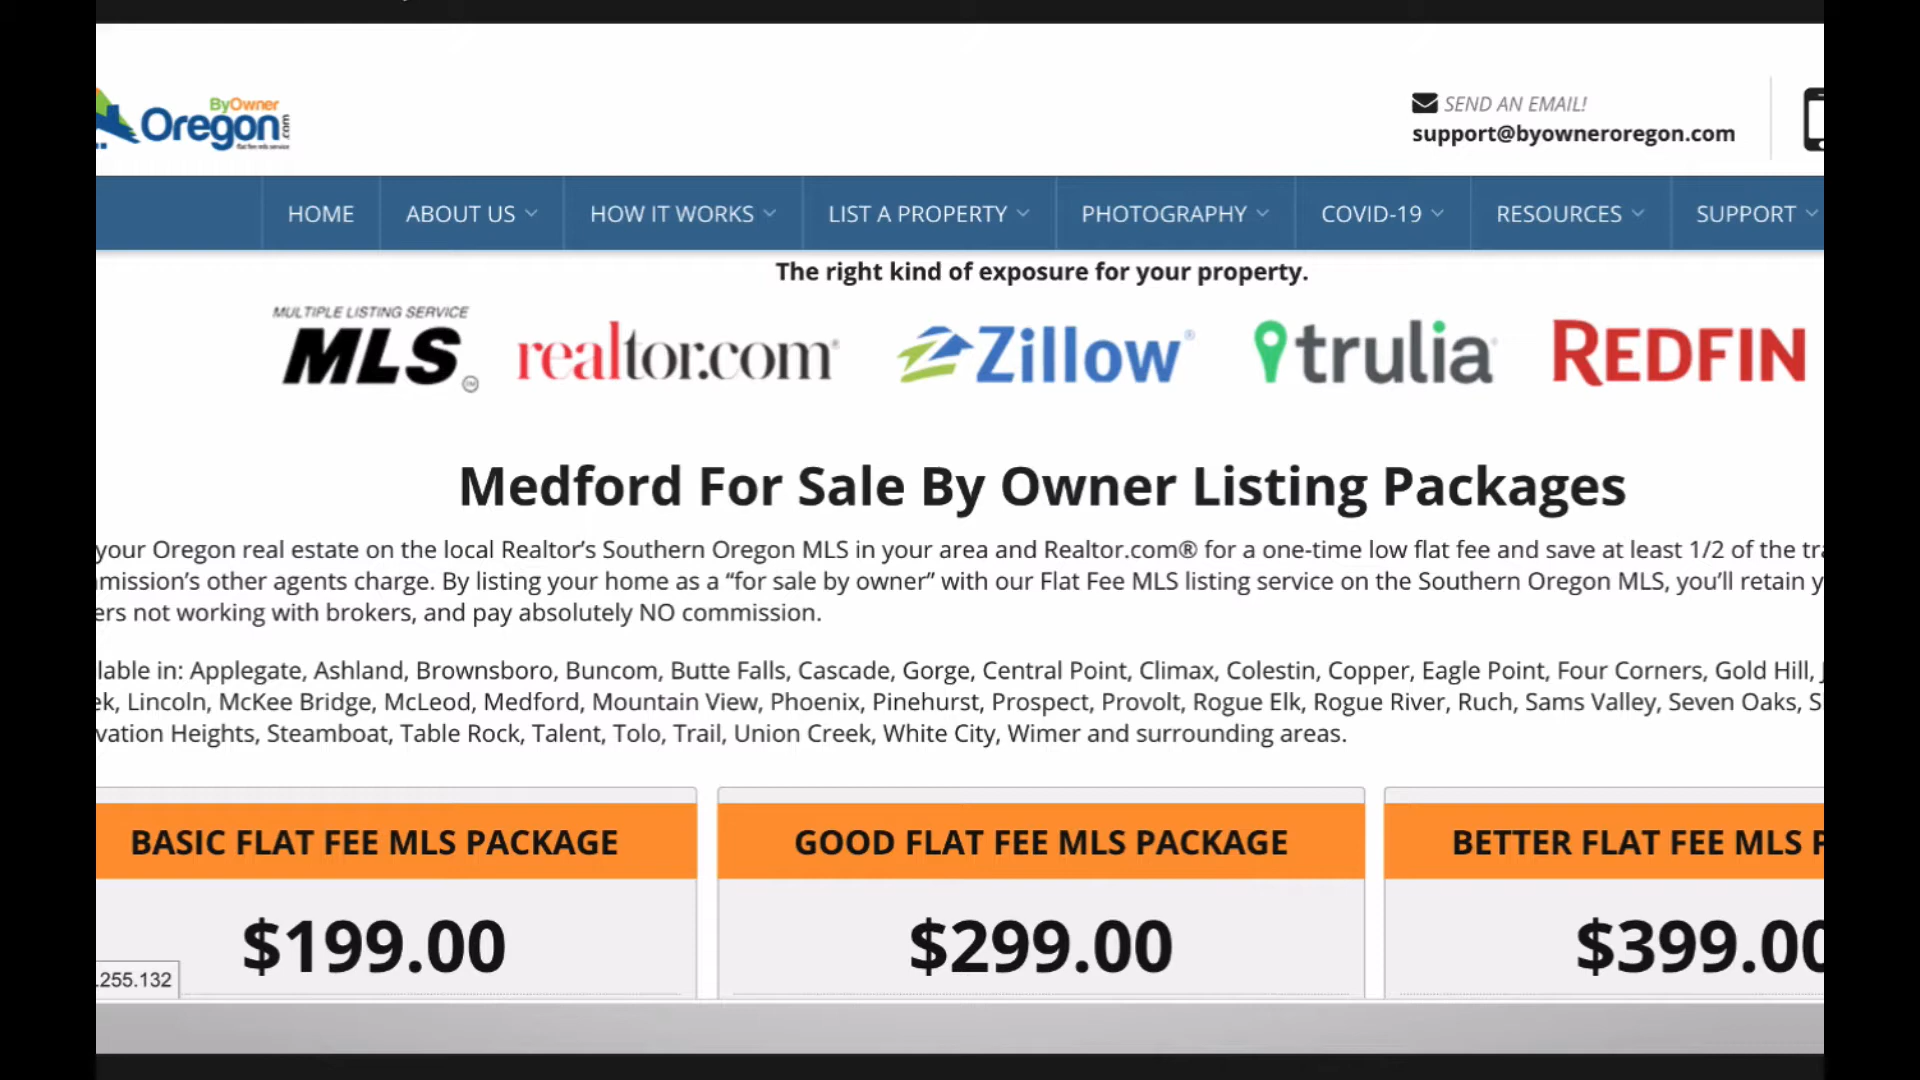 ByOwner
Oregon.com
flat fee mls service
SEND AN EMAIL!
support@byowneroregon.com
HOME ABOUT US HOW IT WORKS LIST A PROPERTY PHOTOGRAPHY COVID-19 RESOURCES SUPPORT
The right kind of exposure for your property.
MULTIPLE LISTING SERVICE
MLS realtor.com® Zillow® trulia® REDFIN
Medford For Sale By Owner Listing Packages
your Oregon real estate on the local Realtor’s Southern Oregon MLS in your area and Realtor.com® for a one-time low flat fee and save at least 1/2 of the
mission’s other agents charge. By listing your home as a “for sale by owner” with our Flat Fee MLS listing service on the Southern Oregon MLS, you’ll retain
ers not working with brokers, and pay absolutely NO commission.
lable in: Applegate, Ashland, Brownsboro, Buncom, Butte Falls, Cascade, Gorge, Central Point, Climax, Colestin, Copper, Eagle Point, Four Corners, Gold Hill,
ek, Lincoln, McKee Bridge, McLeod, Medford, Mountain View, Phoenix, Pinehurst, Prospect, Provolt, Rogue Elk, Rogue River, Ruch, Sams Valley, Seven Oaks,
vation Heights, Steamboat, Table Rock, Talent, Tolo, Trail, Union Creek, White City, Wimer and surrounding areas.
BASIC FLAT FEE MLS PACKAGE GOOD FLAT FEE MLS PACKAGE BETTER FLAT FEE MLS
$199.00 $299.00 $399.00
.255.132